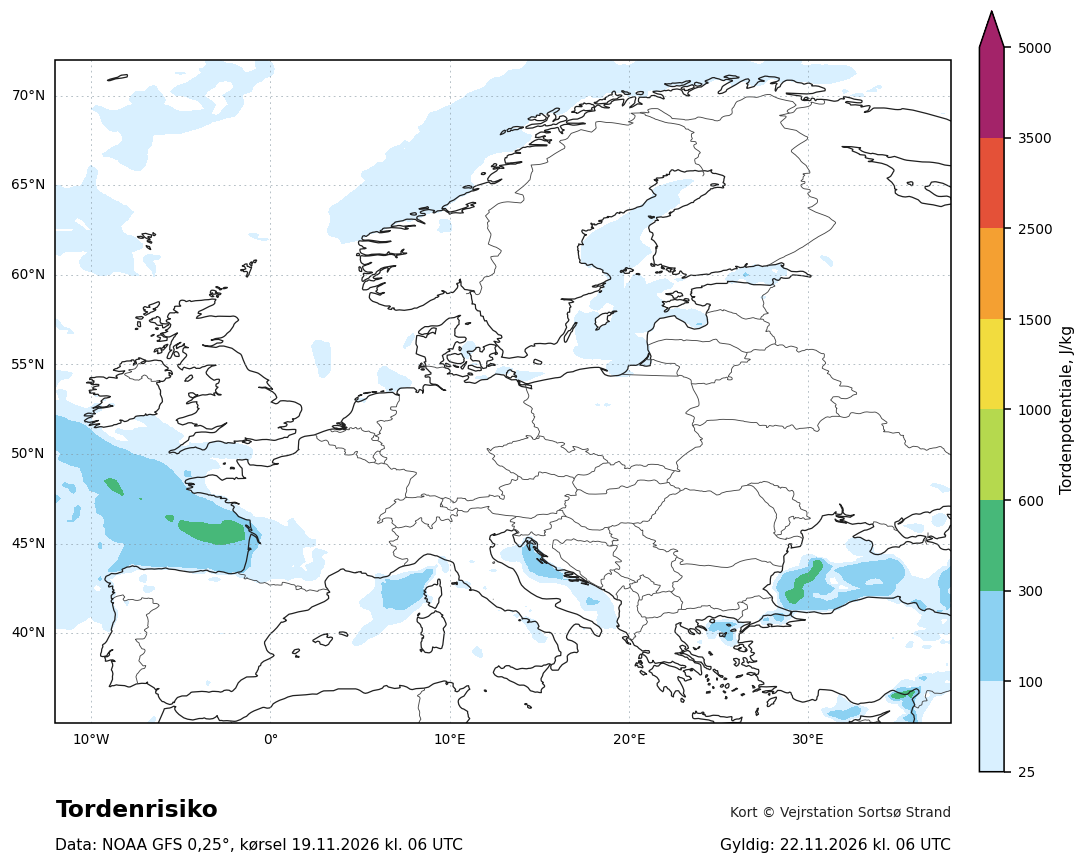 70°N
65°N
60°N
55°N
50°N
45°N
40°N
10°W
0°
10°E
20°E
30°E
5000
3500
2500
1500
1000
600
300
100
25
Tordenpotentiale, J/kg
Tordenrisiko
Kort © Vejrstation Sortsø Strand
Data: NOAA GFS 0,25°, kørsel 19.11.2026 kl. 06 UTC
Gyldig: 22.11.2026 kl. 06 UTC